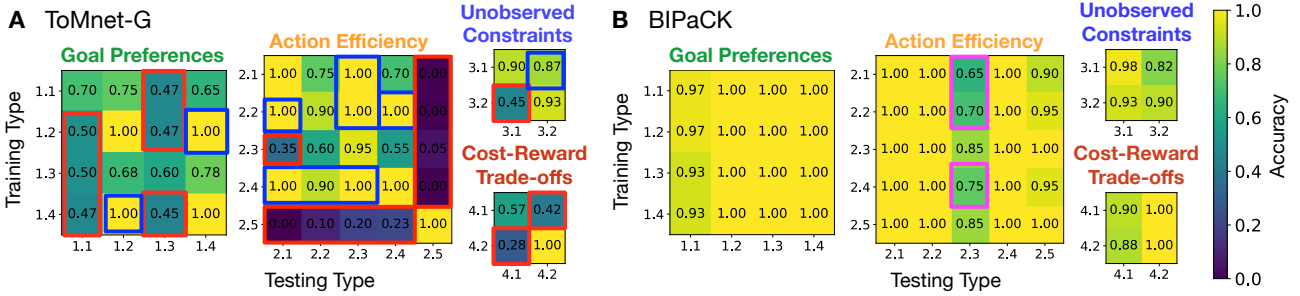 A ToMnet-G
Goal Preferences
Training Type
1.1 0.70 0.75 0.47 0.65
1.2 0.50 1.00 0.47 1.00
1.3 0.47 0.68 0.60 0.78
1.4 0.47 1.00 0.45 1.00
1.1 1.2 1.3 1.4
Action Efficiency
2.1 1.00 0.75 1.00 0.70 0.00
2.2 1.00 0.90 1.00 1.00 0.00
2.3 0.35 0.60 0.95 0.55 0.05
2.4 1.00 0.90 1.00 1.00 0.00
2.5 0.00 0.10 0.20 0.23 1.00
2.1 2.2 2.3 2.4 2.5
Testing Type
Unobserved
Constraints
3.1 0.90 0.87
3.2 0.45 0.93
3.1 3.2
Cost-Reward
Trade-offs
4.1 0.57 0.42
4.2 0.28 1.00
4.1 4.2
B BIPaCK
Goal Preferences
Training Type
1.1 0.97 1.00 1.00 1.00
1.2 0.97 1.00 1.00 1.00
1.3 0.93 1.00 1.00 1.00
1.4 0.93 1.00 1.00 1.00
1.1 1.2 1.3 1.4
Action Efficiency
2.1 1.00 1.00 0.65 1.00 0.90
2.2 1.00 1.00 0.70 1.00 0.95
2.3 1.00 1.00 0.85 1.00 1.00
2.4 1.00 1.00 0.75 1.00 0.95
2.5 1.00 1.00 0.85 1.00 1.00
2.1 2.2 2.3 2.4 2.5
Testing Type
Unobserved
Constraints
3.1 0.98 0.82
3.2 0.93 0.90
3.1 3.2
Cost-Reward
Trade-offs
4.1 0.90 1.00
4.2 0.88 1.00
4.1 4.2
1.0
0.8
0.6
0.4
0.2
0.0
Accuracy